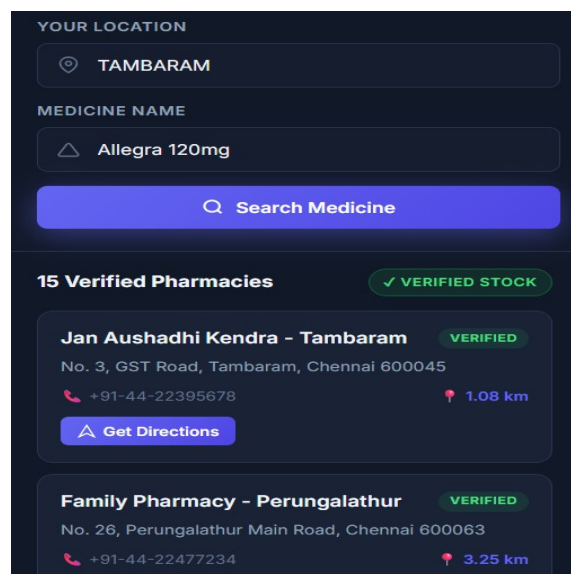 YOUR LOCATION
TAMBARAM
MEDICINE NAME
Allegra 120mg
Search Medicine
15 Verified Pharmacies
✓ VERIFIED STOCK
Jan Aushadhi Kendra - Tambaram
VERIFIED
No. 3, GST Road, Tambaram, Chennai 600045
+91-44-22395678
1.08 km
Get Directions
Family Pharmacy - Perungalathur
VERIFIED
No. 26, Perungalathur Main Road, Chennai 600063
+91-44-22477234
3.25 km